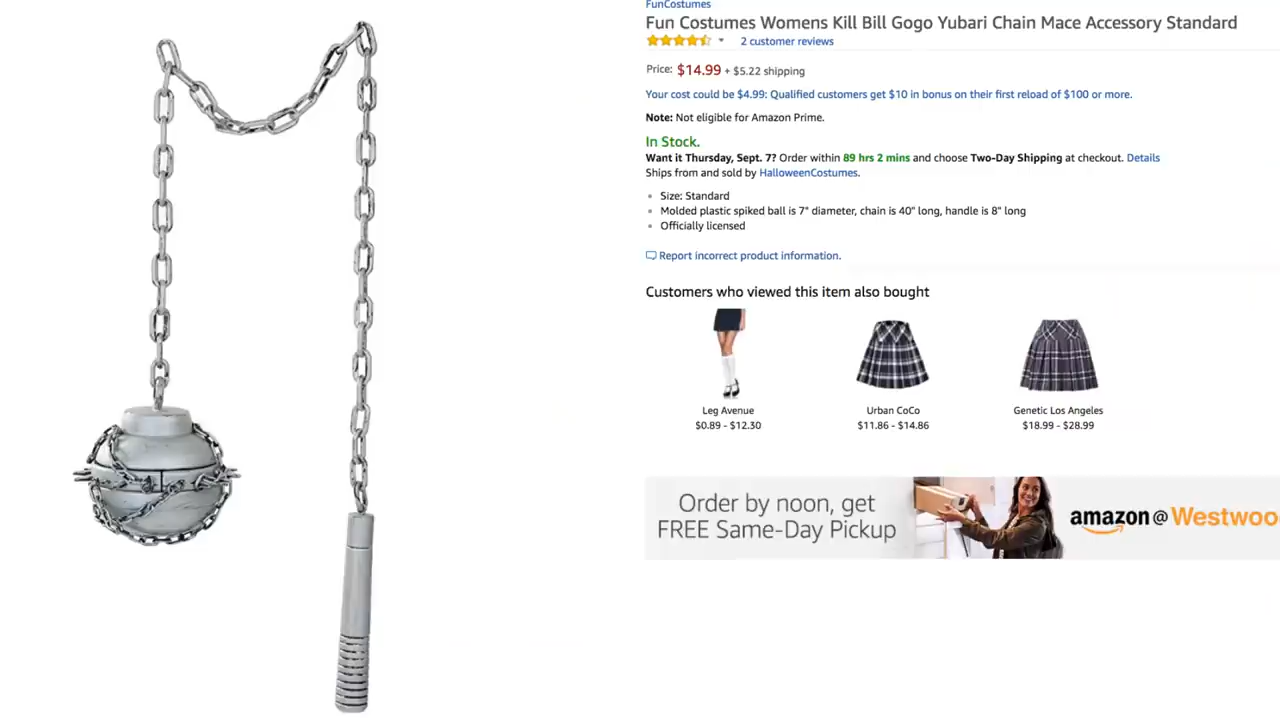 FunCostumes
Fun Costumes Womens Kill Bill Gogo Yubari Chain Mace Accessory Standard
2 customer reviews
Price: $14.99 + $5.22 shipping
Your cost could be $4.99: Qualified customers get $10 in bonus on their first reload of $100 or more.
Note: Not eligible for Amazon Prime.
In Stock.
Want it Thursday, Sept. 7? Order within 89 hrs 2 mins and choose Two-Day Shipping at checkout. Details
Ships from and sold by HalloweenCostumes.
Size: Standard
Molded plastic spiked ball is 7" diameter, chain is 40" long, handle is 8" long
Officially licensed
Report incorrect product information.
Customers who viewed this item also bought
Leg Avenue
$0.89 - $12.30
Urban CoCo
$11.86 - $14.86
Genetic Los Angeles
$18.99 - $28.99
Order by noon, get
FREE Same-Day Pickup
amazon@Westwoo